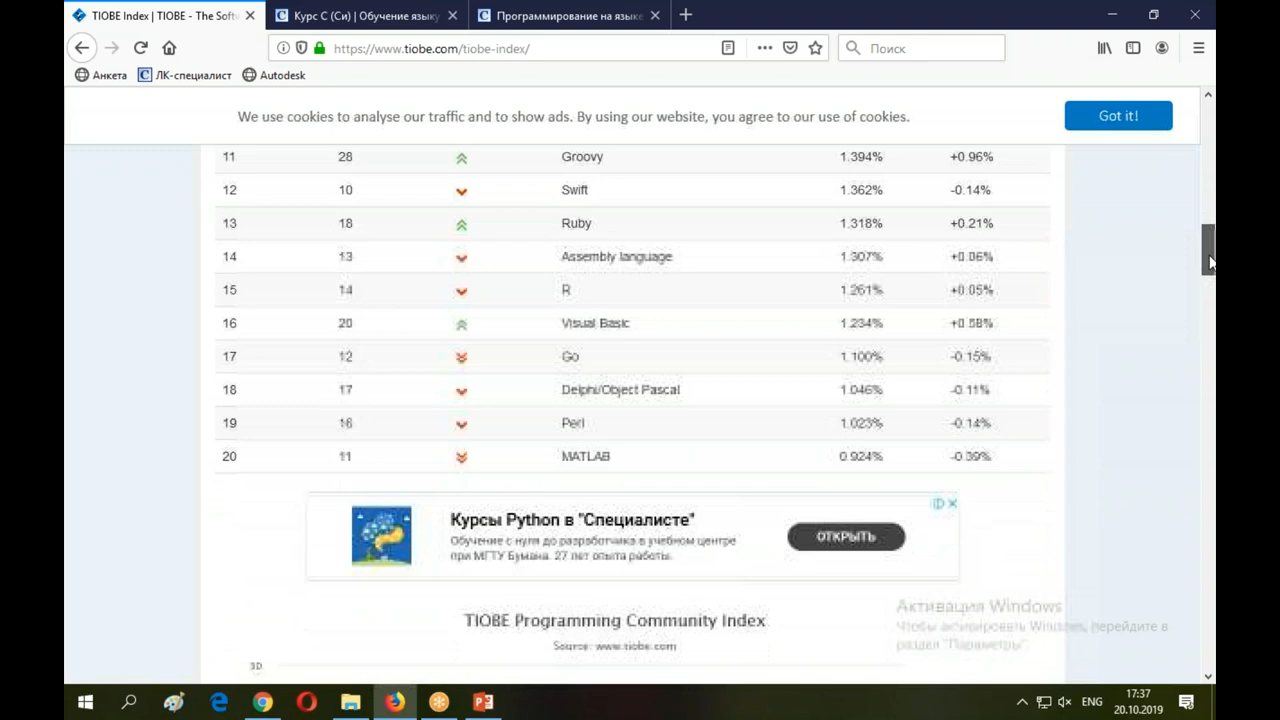 TIOBE Index | TIOBE - The Softw
Курс C (Си) | Обучение языку
Программирование на языке
https://www.tiobe.com/tiobe-index/
Поиск
Анкета
ЛК-специалист
Autodesk
We use cookies to analyse our traffic and to show ads. By using our website, you agree to our use of cookies.
Got it!
11 28 Groovy 1.394% +0.96%
12 10 Swift 1.362% -0.14%
13 18 Ruby 1.318% +0.21%
14 13 Assembly language 1.307% +0.06%
15 14 R 1.261% +0.05%
16 20 Visual Basic 1.234% +0.58%
17 12 Go 1.100% -0.15%
18 17 Delphi/Object Pascal 1.046% -0.11%
19 16 Perl 1.023% -0.14%
20 11 MATLAB 0.924% -0.39%
Курсы Python в "Специалисте"
Обучение с нуля до разработчика в учебном центре
при МГТУ Бумана. 27 лет опыта работы.
ОТКРЫТЬ
TIOBE Programming Community Index
Source: www.tiobe.com
30
Активация Windows
Чтобы активировать Windows, перейдите в
раздел "Параметры".
ENG
17:37
20.10.2019